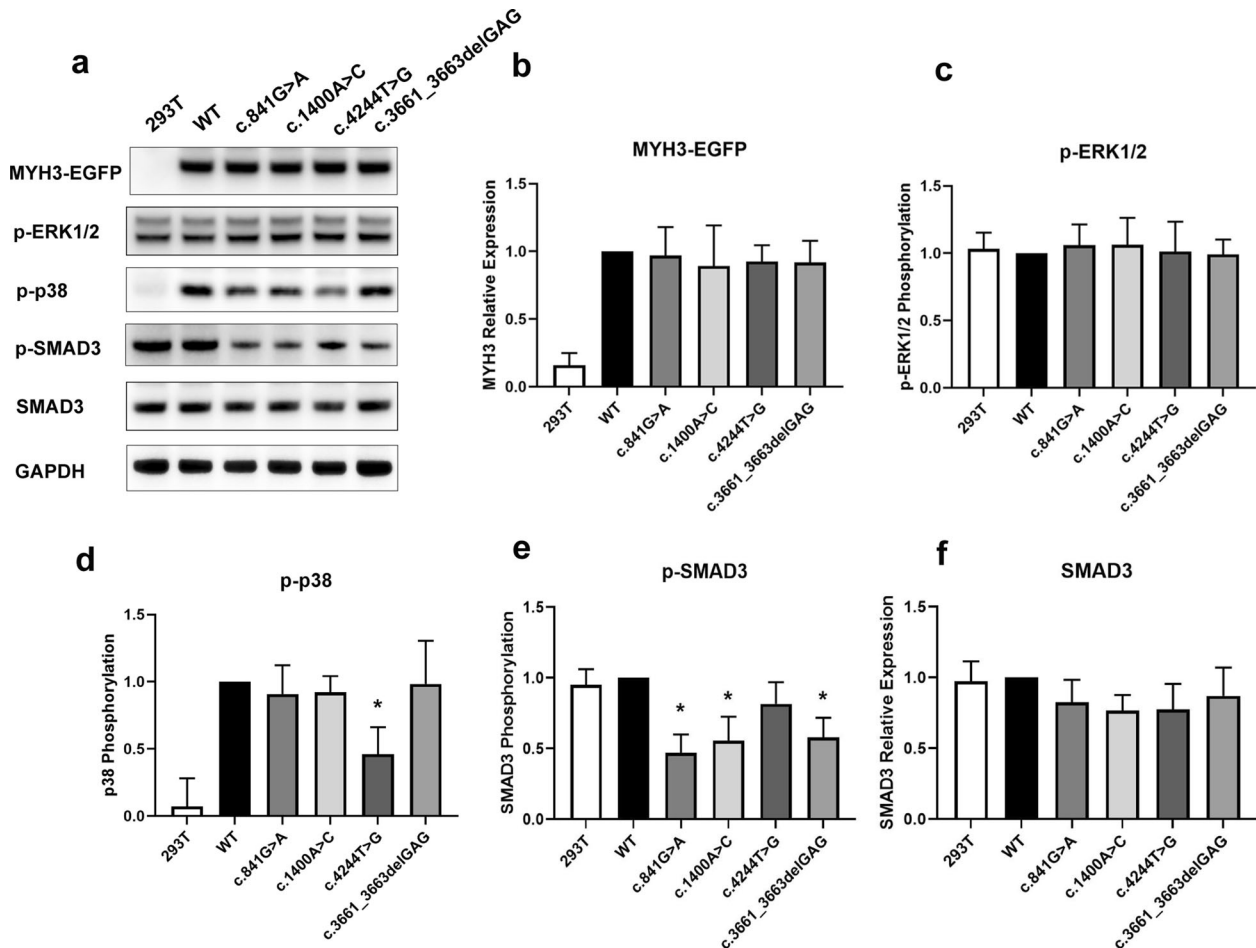 a
293T
WT
c.841G>A
c.1400A>C
c.4244T>G
c.3661_3663delGAG
MYH3-EGFP
p-ERK1/2
p-p38
p-SMAD3
SMAD3
GAPDH
b
MYH3-EGFP
MYH3 Relative Expression
1.5
1.0
0.5
0.0
293T
WT
c.841G>A
c.1400A>C
c.4244T>G
c.3661_3663delGAG
c
p-ERK1/2
p-ERK1/2 Phosphorylation
1.5
1.0
0.5
0.0
293T
WT
c.841G>A
c.1400A>C
c.4244T>G
c.3661_3663delGAG
d
p-p38
p38 Phosphorylation
1.5
1.0
0.5
0.0
*
293T
WT
c.841G>A
c.1400A>C
c.4244T>G
c.3661_3663delGAG
e
p-SMAD3
SMAD3 Phosphorylation
1.5
1.0
0.5
0.0
* * *
293T
WT
c.841G>A
c.1400A>C
c.4244T>G
c.3661_3663delGAG
f
SMAD3
SMAD3 Relative Expression
1.5
1.0
0.5
0.0
293T
WT
c.841G>A
c.1400A>C
c.4244T>G
c.3661_3663delGAG